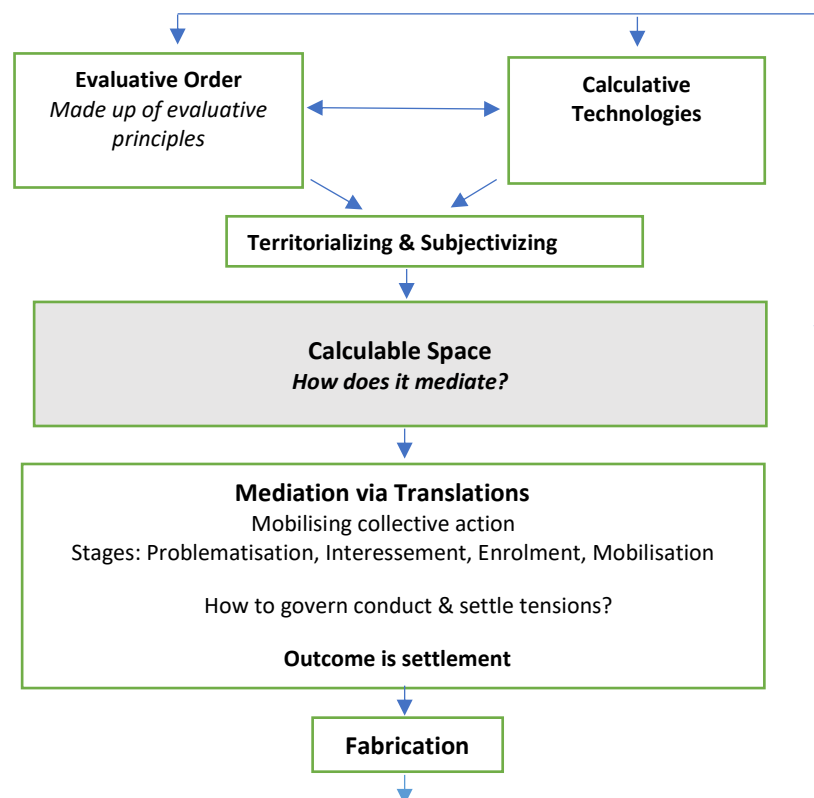 Evaluative Order
Made up of evaluative
principles
Calculative
Technologies
Territorializing & Subjectivizing
Calculable Space
How does it mediate?
Mediation via Translations
Mobilising collective action
Stages: Problematisation, Interessement, Enrolment, Mobilisation
How to govern conduct & settle tensions?
Outcome is settlement
Fabrication